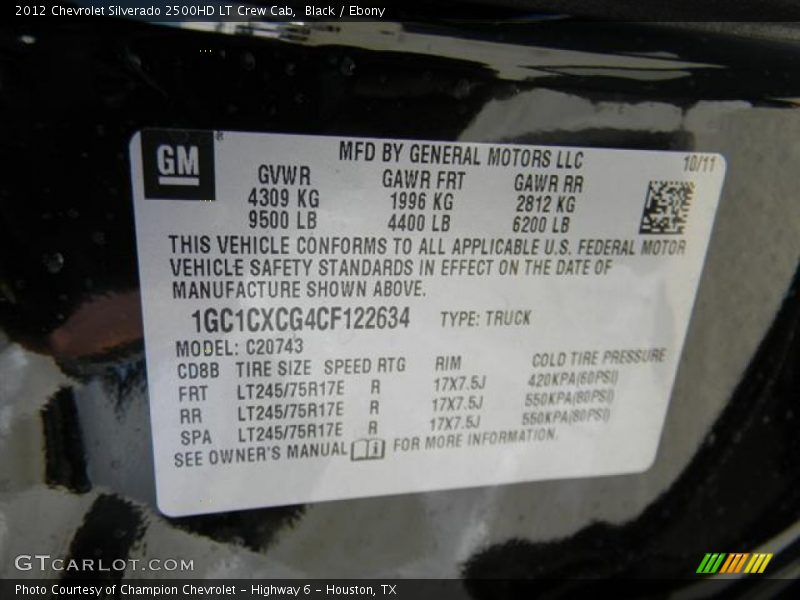 2012 Chevrolet Silverado 2500HD LT Crew Cab, Black / Ebony
GM
MFD BY GENERAL MOTORS LLC
10/11
GVWR GAWR FRT GAWR RR
4309 KG 1996 KG 2812 KG
9500 LB 4400 LB 6200 LB
THIS VEHICLE CONFORMS TO ALL APPLICABLE U.S. FEDERAL MOTOR
VEHICLE SAFETY STANDARDS IN EFFECT ON THE DATE OF
MANUFACTURE SHOWN ABOVE.
1GC1CXCG4CF122634 TYPE: TRUCK
MODEL: C20743
CD8B TIRE SIZE SPEED RTG RIM COLD TIRE PRESSURE
FRT LT245/75R17E R 17X7.5J 420KPA(60PSI)
RR LT245/75R17E R 17X7.5J 550KPA(80PSI)
SPA LT245/75R17E R 17X7.5J 550KPA(80PSI)
SEE OWNER'S MANUAL FOR MORE INFORMATION.
GTCARLOT.COM
Photo Courtesy of Champion Chevrolet - Highway 6 - Houston, TX